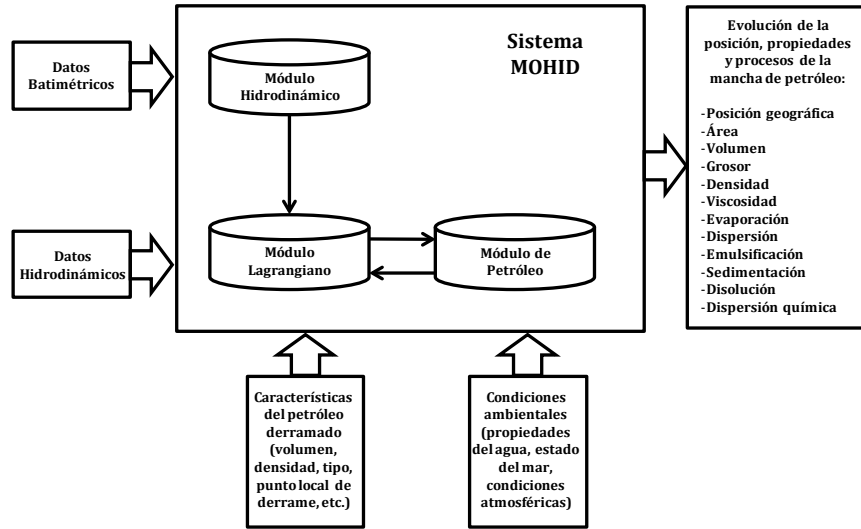 Datos
Batimétricos
Datos
Hidrodinámicos
Sistema
MOHID
Módulo
Hidrodinámico
Módulo
Lagrangiano
Módulo de
Petróleo
Características
del petróleo
derramado
(volumen,
densidad, tipo,
punto local de
derrame, etc.)
Condiciones
ambientales
(propiedades
del agua, estado
del mar,
condiciones
atmosféricas)
Evolución de la
posición, propiedades
y procesos de la
mancha de petróleo:
-Posición geográfica
-Área
-Volumen
-Grosor
-Densidad
-Viscosidad
-Evaporación
-Dispersión
-Emulsificación
-Sedimentación
-Disolución
-Dispersión química